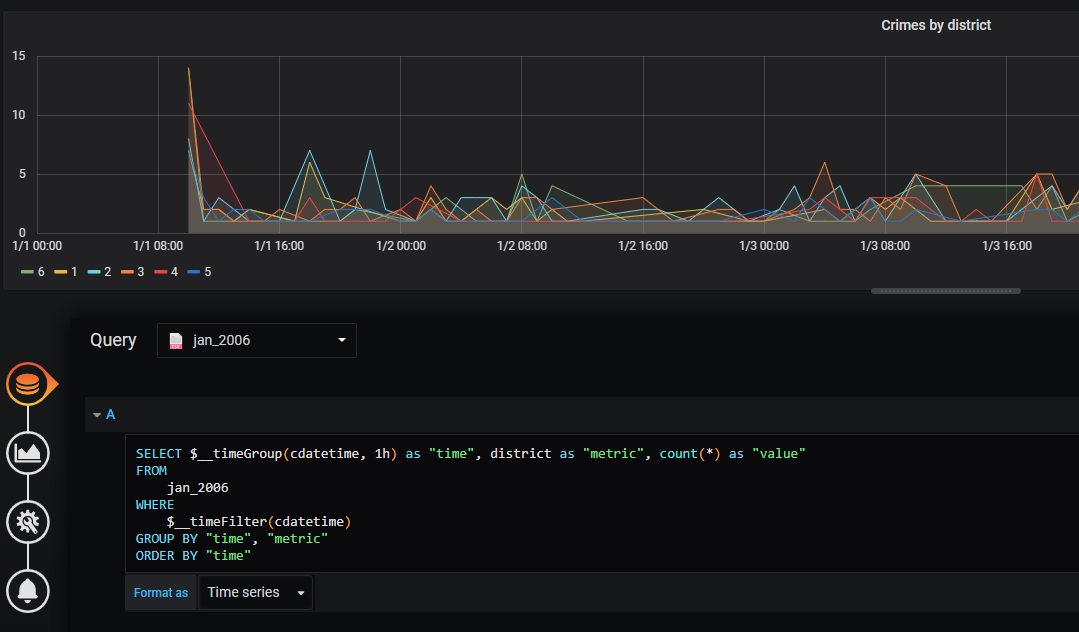 Crimes by district
15
10
5
0
1/1 00:00 1/1 08:00 1/1 16:00 1/2 00:00 1/2 08:00 1/2 16:00 1/3 00:00 1/3 08:00 1/3 16:00
6 1 2 3 4 5
Query jan_2006
A
SELECT $__timeGroup(cdatetime, 1h) as "time", district as "metric", count(*) as "value"
FROM
jan_2006
WHERE
$__timeFilter(cdatetime)
GROUP BY "time", "metric"
ORDER BY "time"
Format as Time series